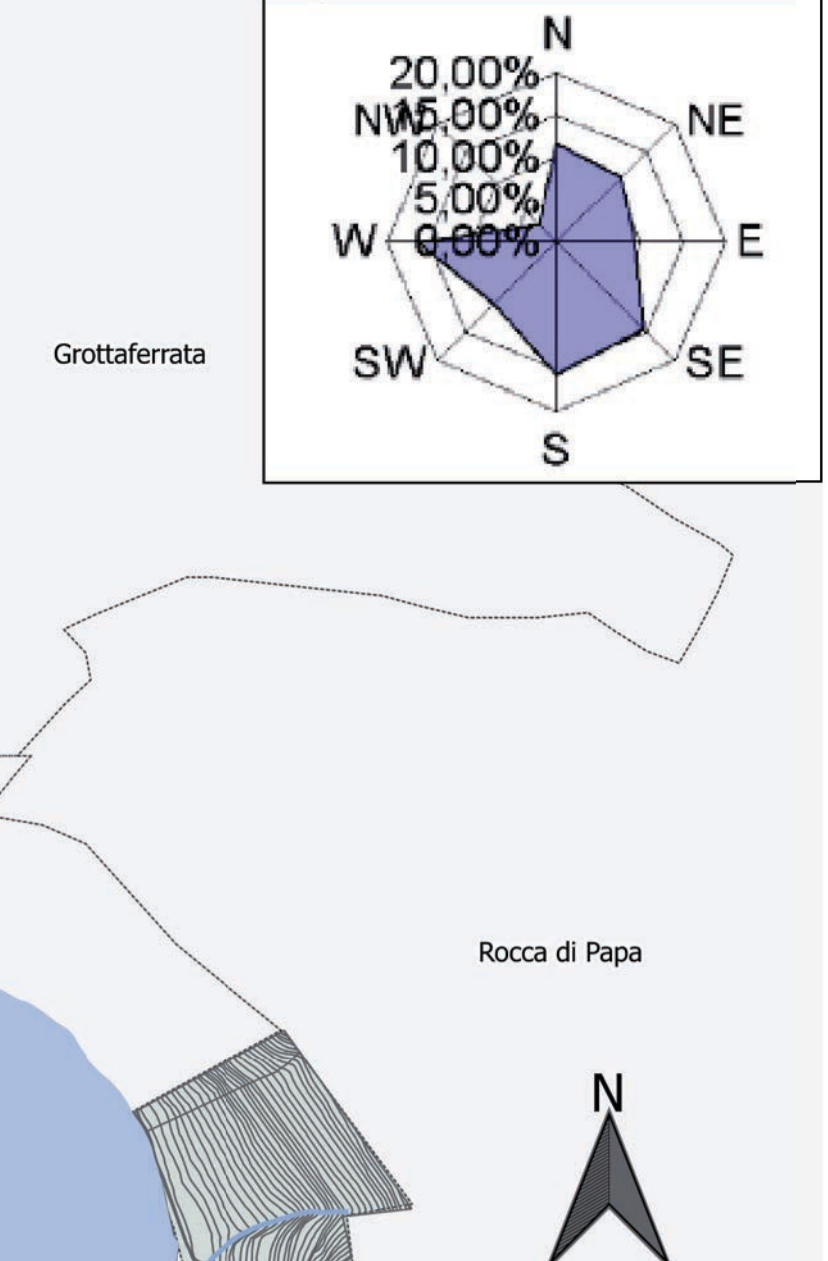 N
20,00%
NW
15,00%
NE
10,00%
5,00%
W
0,00%
E
Grottaferrata
SW
SE
S
Rocca di Papa
N